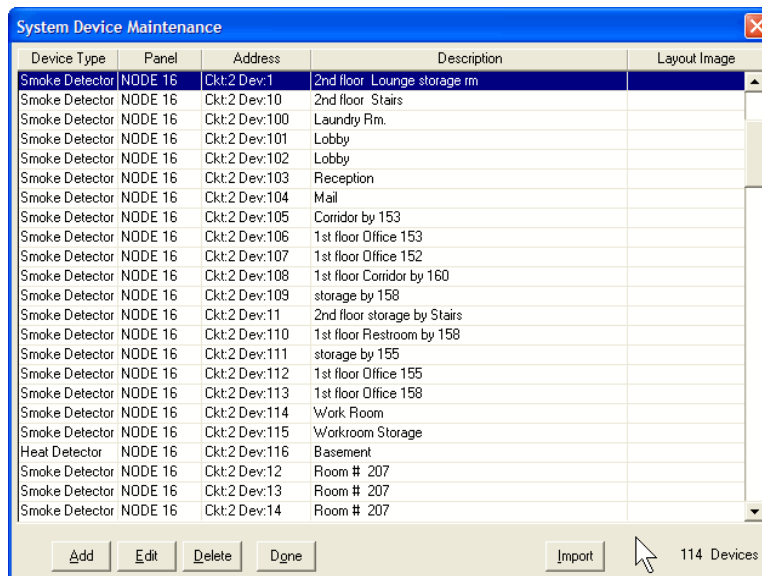 System Device Maintenance
Device Type Panel Address Description Layout Image
Smoke Detector NODE 16 Ckt:2 Dev:1 2nd floor  Lounge storage rm
Smoke Detector NODE 16 Ckt:2 Dev:10 2nd floor  Stairs
Smoke Detector NODE 16 Ckt:2 Dev:100 Laundry Rm.
Smoke Detector NODE 16 Ckt:2 Dev:101 Lobby
Smoke Detector NODE 16 Ckt:2 Dev:102 Lobby
Smoke Detector NODE 16 Ckt:2 Dev:103 Reception
Smoke Detector NODE 16 Ckt:2 Dev:104 Mail
Smoke Detector NODE 16 Ckt:2 Dev:105 Corridor by 153
Smoke Detector NODE 16 Ckt:2 Dev:106 1st floor Office 153
Smoke Detector NODE 16 Ckt:2 Dev:107 1st floor Office 152
Smoke Detector NODE 16 Ckt:2 Dev:108 1st floor Corridor by 160
Smoke Detector NODE 16 Ckt:2 Dev:109 storage by 158
Smoke Detector NODE 16 Ckt:2 Dev:11 2nd floor storage by Stairs
Smoke Detector NODE 16 Ckt:2 Dev:110 1st floor Restroom by 158
Smoke Detector NODE 16 Ckt:2 Dev:111 storage by 155
Smoke Detector NODE 16 Ckt:2 Dev:112 1st floor Office 155
Smoke Detector NODE 16 Ckt:2 Dev:113 1st floor Office 158
Smoke Detector NODE 16 Ckt:2 Dev:114 Work Room
Smoke Detector NODE 16 Ckt:2 Dev:115 Workroom Storage
Heat Detector NODE 16 Ckt:2 Dev:116 Basement
Smoke Detector NODE 16 Ckt:2 Dev:12 Room #  207
Smoke Detector NODE 16 Ckt:2 Dev:13 Room #  207
Smoke Detector NODE 16 Ckt:2 Dev:14 Room #  207
Add Edit Delete Done Import 114 Devices